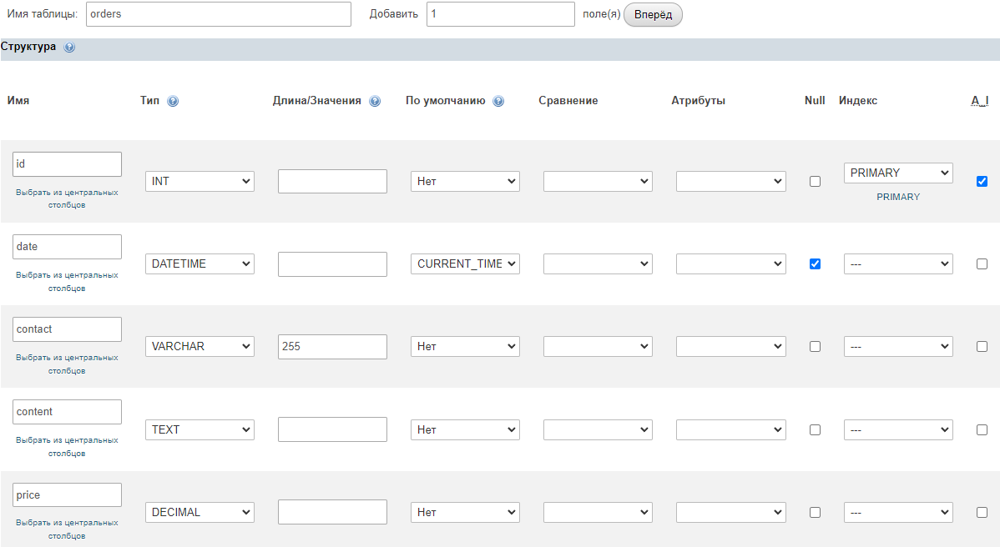 Имя таблицы: orders Добавить 1 поле(я) Вперёд
Структура
Имя Тип Длина/Значения По умолчанию Сравнение Атрибуты Null Индекс A_I
id
INT Нет PRIMARY
Выбрать из центральных
столбцов
PRIMARY
date
DATETIME CURRENT_TIME ---
Выбрать из центральных
столбцов
contact
VARCHAR 255 Нет ---
Выбрать из центральных
столбцов
content
TEXT Нет ---
Выбрать из центральных
столбцов
price
DECIMAL Нет ---
Выбрать из центральных
столбцов